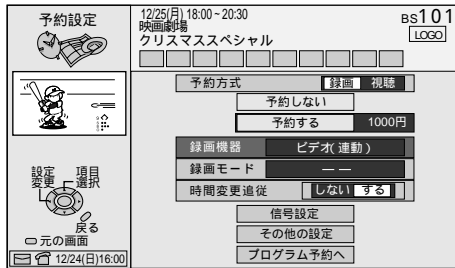 予約設定
12/25(月) 18:00~20:30
映画劇場
クリスマススペシャル
BS101
LOGO
予約方式 録画 視聴
予約しない
予約する 1000円
録画機器 ビデオ(連動)
録画モード ーー
時間変更追従 しない する
信号設定
その他の設定
プログラム予約へ
設定変更 項目選択
戻る
元の画面
12/24(日)16:00